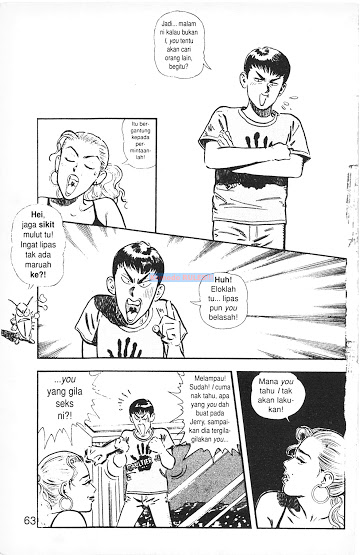 Jadi... malam
ni kalau bukan
I, you tentu
akan cari
orang lain,
begitu?
Itu ber-
gantung
kepada
per-
mintaan-
lah!
Hei,
jaga sikit
mulut tu!
Ingat lipas
tak ada
maruah
ke?!
Huh!
Eloklah
tu... lipas
pun you
belasah!
...you
yang gila
seks
ni?!
Melampau!
Sudah! I cuma
nak tahu, apa
yang you dah
buat pada
Jerry, sampai-
kan dia tergila-
gilakan you...
Mana you
tahu I tak
akan laku-
kan!
63